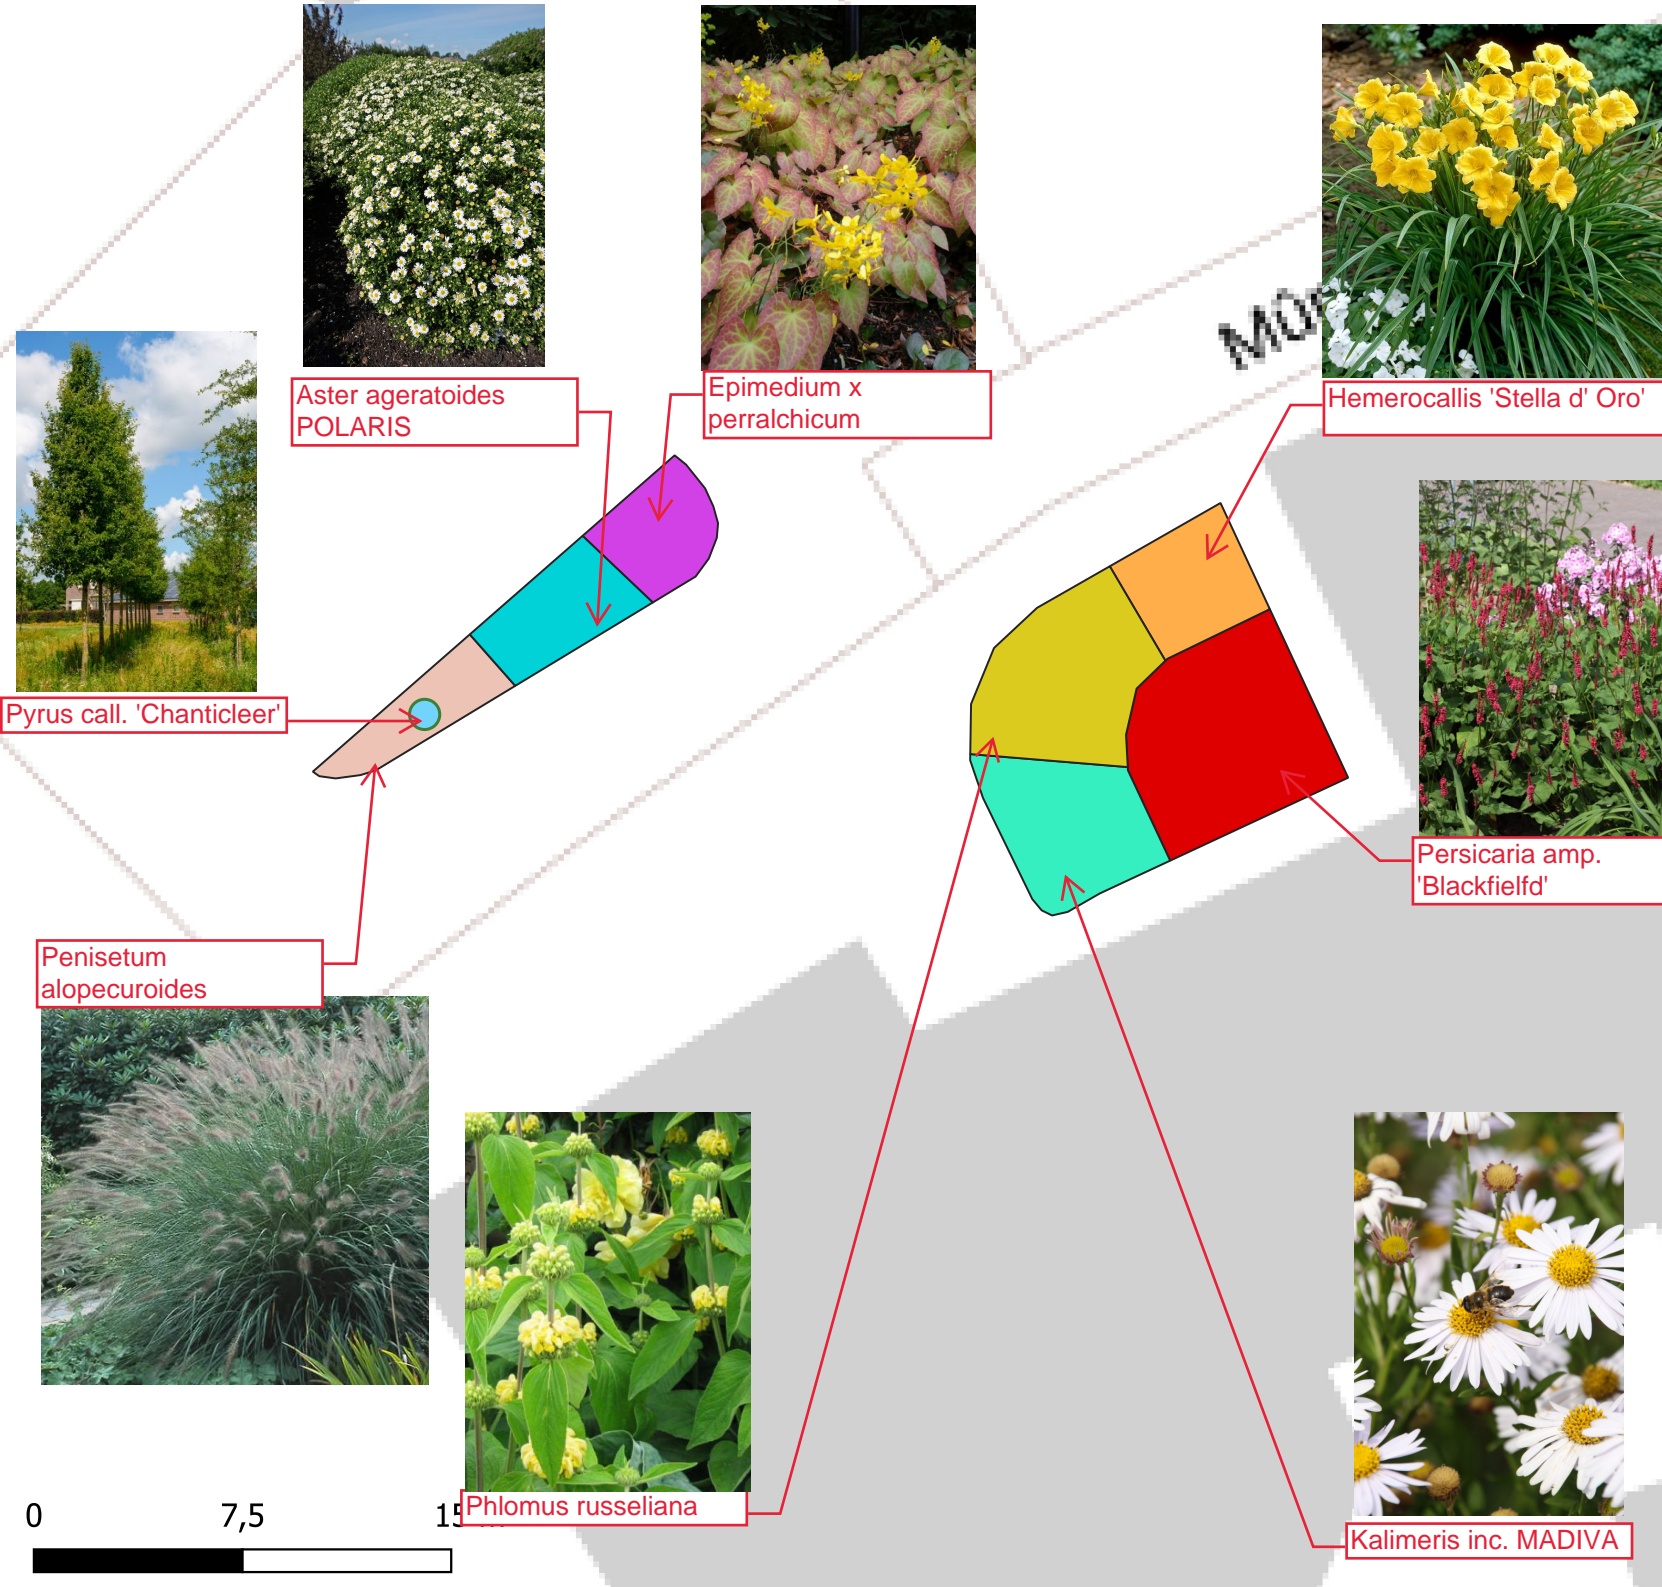 Aster ageratoides
POLARIS
Epimedium x
perralchicum
Hemerocallis 'Stella d' Oro'
Pyrus call. 'Chanticleer'
Persicaria amp.
'Blackfielfd'
Penisetum
alopecuroides
Phlomus russeliana
Kalimeris inc. MADIVA
0 7,5 15